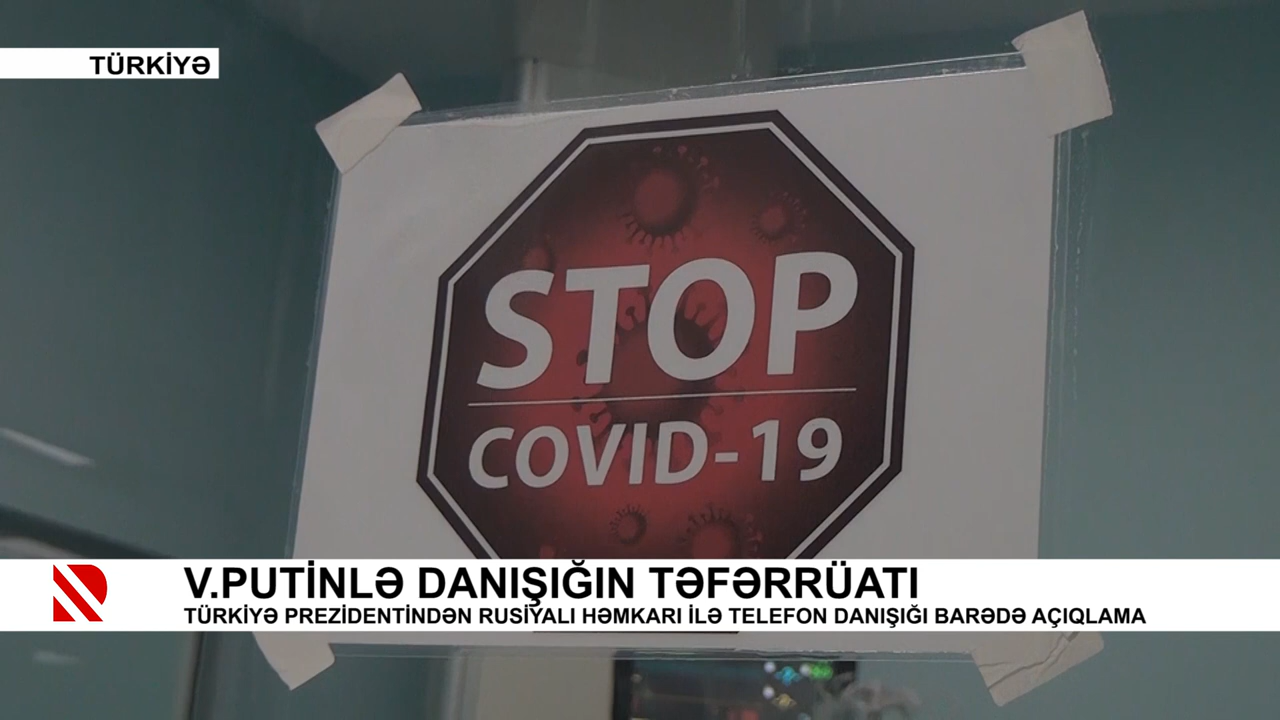 TÜRKİYƏ
STOP
COVID-19
V.PUTİNLƏ DANIŞIĞIN TƏFƏRRÜATI
TÜRKİYƏ PREZİDENTİNDƏN RUSİYALI HƏMKARI İLƏ TELEFON DANIŞIĞI BARƏDƏ AÇIQLAMA